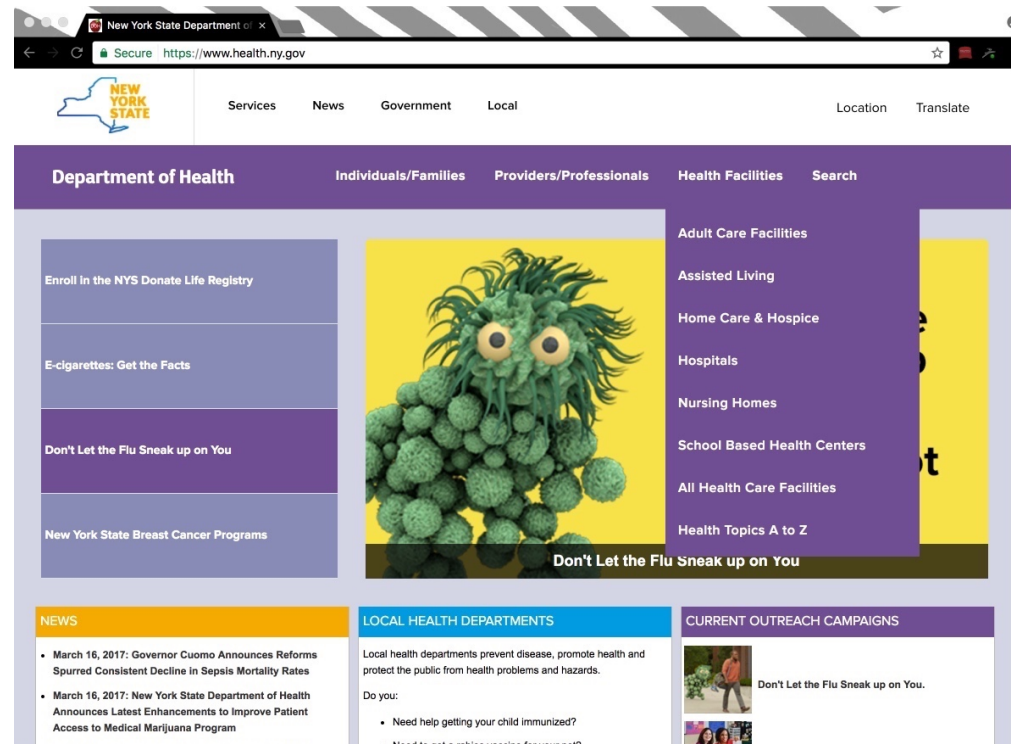 New York State Department of
Secure https://www.health.ny.gov
NEW
YORK
STATE
Services News Government Local
Location Translate
Department of Health
Individuals/Families Providers/Professionals Health Facilities Search
Adult Care Facilities
Assisted Living
Home Care & Hospice
Hospitals
Nursing Homes
School Based Health Centers
All Health Care Facilities
Health Topics A to Z
Enroll in the NYS Donate Life Registry
E-cigarettes: Get the Facts
Don't Let the Flu Sneak up on You
New York State Breast Cancer Programs
Don't Let the Flu Sneak up on You
NEWS
March 16, 2017: Governor Cuomo Announces Reforms
Spurred Consistent Decline in Sepsis Mortality Rates
March 16, 2017: New York State Department of Health
Announces Latest Enhancements to Improve Patient
Access to Medical Marijuana Program
LOCAL HEALTH DEPARTMENTS
Local health departments prevent disease, promote health and
protect the public from health problems and hazards.
Do you:
Need help getting your child immunized?
Need to get a rabies vaccine for your pet?
CURRENT OUTREACH CAMPAIGNS
Don't Let the Flu Sneak up on You.